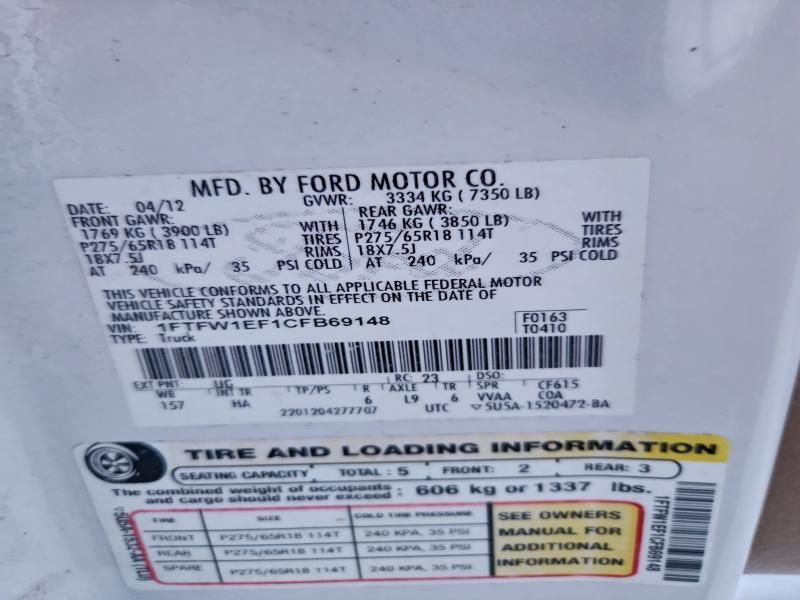 MFD. BY FORD MOTOR CO.
DATE: 04/12 GVWR: 3334 KG ( 7350 LB)
FRONT GAWR: REAR GAWR:
1769 KG ( 3900 LB) WITH 1746 KG ( 3850 LB) WITH
P275/65R18 114T TIRES P275/65R18 114T TIRES
18X7.5J RIMS 18X7.5J RIMS
AT 240 kPa/ 35 PSI COLD AT 240 kPa/ 35 PSI COLD
THIS VEHICLE CONFORMS TO ALL APPLICABLE FEDERAL MOTOR
VEHICLE SAFETY STANDARDS IN EFFECT ON THE DATE OF
MANUFACTURE SHOWN ABOVE.
VIN: 1FTFW1EF1CFB69148 F0163
TYPE: Truck T0410
EXT PNT: UG RC: 23 DSO:
WB INT TR TP/PS R AXLE TR SPR CF615
157 HA 6 L9 6 VVAA C0A
2201204277707 UTC ▽5U5A-1520472-BA
TIRE AND LOADING INFORMATION
SEATING CAPACITY TOTAL : 5 FRONT: 2 REAR: 3
The combined weight of occupants
and cargo should never exceed : 606 kg or 1337 lbs.
TIRE SIZE COLD TIRE PRESSURE
FRONT P275/65R18 114T 240 KPA, 35 PSI
REAR P275/65R18 114T 240 KPA, 35 PSI
SPARE P275/65R18 114T 240 KPA, 35 PSI
SEE OWNERS
MANUAL FOR
ADDITIONAL
INFORMATION
1FTFW1EF1CFB69148